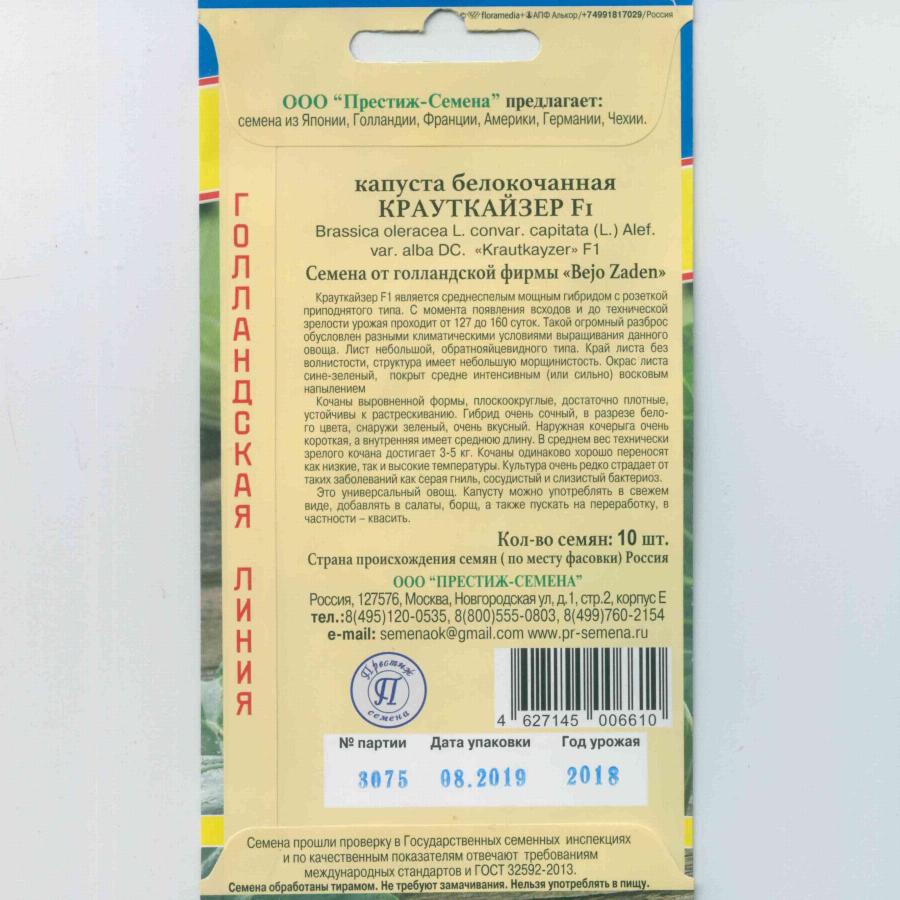 © floramedia+АПФ Алькор/+74991817029/Россия
ООО “Престиж-Семена” предлагает:
семена из Японии, Голландии, Франции, Америки, Германии, Чехии.
ГОЛЛАНДСКАЯ ЛИНИЯ
капуста белокочанная
КРАУТКАЙЗЕР F1
Brassica oleracea L. convar. capitata (L.) Alef.
var. alba DC. «Krautkayzer» F1
Семена от голландской фирмы «Bejo Zaden»
Крауткайзер F1 является среднеспелым мощным гибридом с розеткой
приподнятого типа. С момента появления всходов и до технической
зрелости урожая проходит от 127 до 160 суток. Такой огромный разброс
обусловлен разными климатическими условиями выращивания данного
овоща. Лист небольшой, обратнояйцевидного типа. Край листа без
волнистости, структура имеет небольшую морщинистость. Окрас листа
сине-зеленый, покрыт средне интенсивным (или сильно) восковым
напылением
Кочаны выровненной формы, плоскоокруглые, достаточно плотные,
устойчивы к растрескиванию. Гибрид очень сочный, в разрезе бело-
го цвета, снаружи зеленый, очень вкусный. Наружная кочерыга очень
короткая, а внутренняя имеет среднюю длину. В среднем вес технически
зрелого кочана достигает 3-5 кг. Кочаны одинаково хорошо переносят
как низкие, так и высокие температуры. Культура очень редко страдает от
таких заболеваний как серая гниль, сосудистый и слизистый бактериоз.
Это универсальный овощ. Капусту можно употреблять в свежем
виде, добавлять в салаты, борщ, а также пускать на переработку, в
частности – квасить.
Кол-во семян: 10 шт.
Страна происхождения семян ( по месту фасовки) Россия
ООО “ПРЕСТИЖ-СЕМЕНА”
Россия, 127576, Москва, Новгородская ул, д.1, стр.2, корпус Е
тел.:8(495)120-0535, 8(800)555-0803, 8(499)760-2154
e-mail: semenaok@gmail.com www.pr-semena.ru
Престиж
П
семена
4 627145 006610
№ партии Дата упаковки Год урожая
3075 08.2019 2018
Семена прошли проверку в Государственных семенных инспекциях
и по качественным показателям отвечают требованиям
международных стандартов и ГОСТ 32592-2013.
Семена обработаны тирамом. Не требуют замачивания. Нельзя употреблять в пищу.